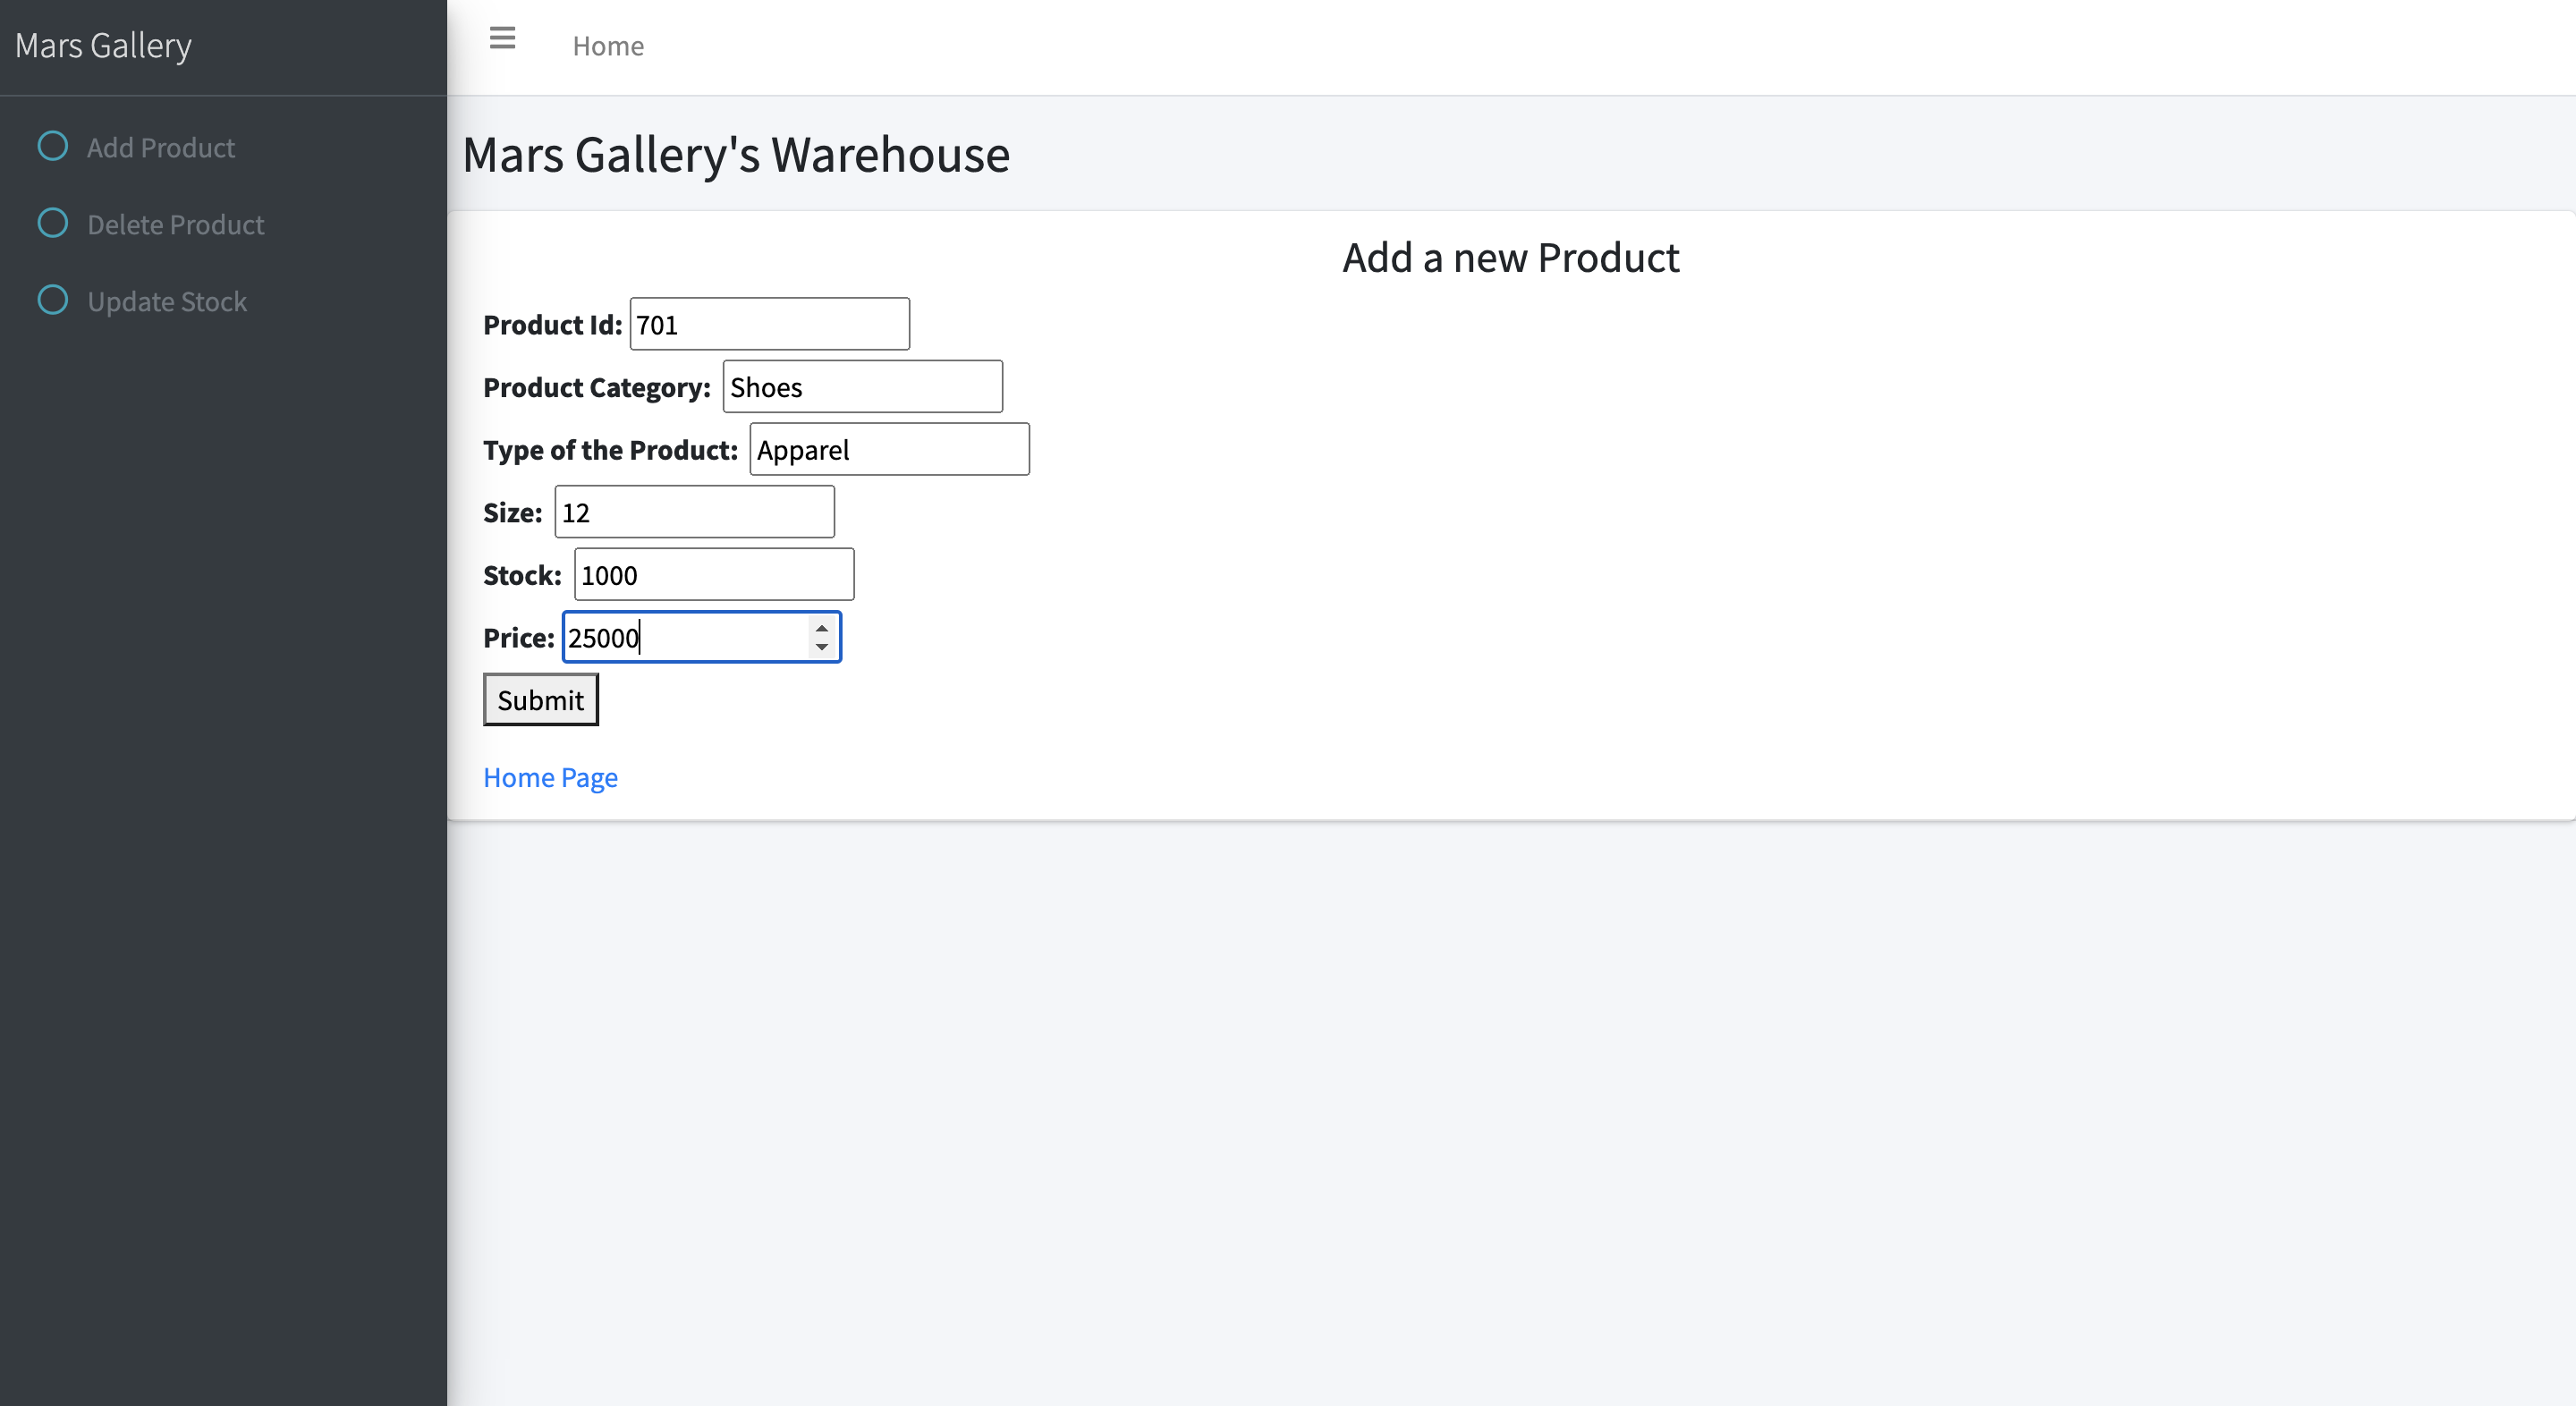 Mars Gallery
Add Product
Delete Product
Update Stock
Home
Mars Gallery's Warehouse
Add a new Product
Product Id: 701
Product Category: Shoes
Type of the Product: Apparel
Size: 12
Stock: 1000
Price: 25000
Submit
Home Page